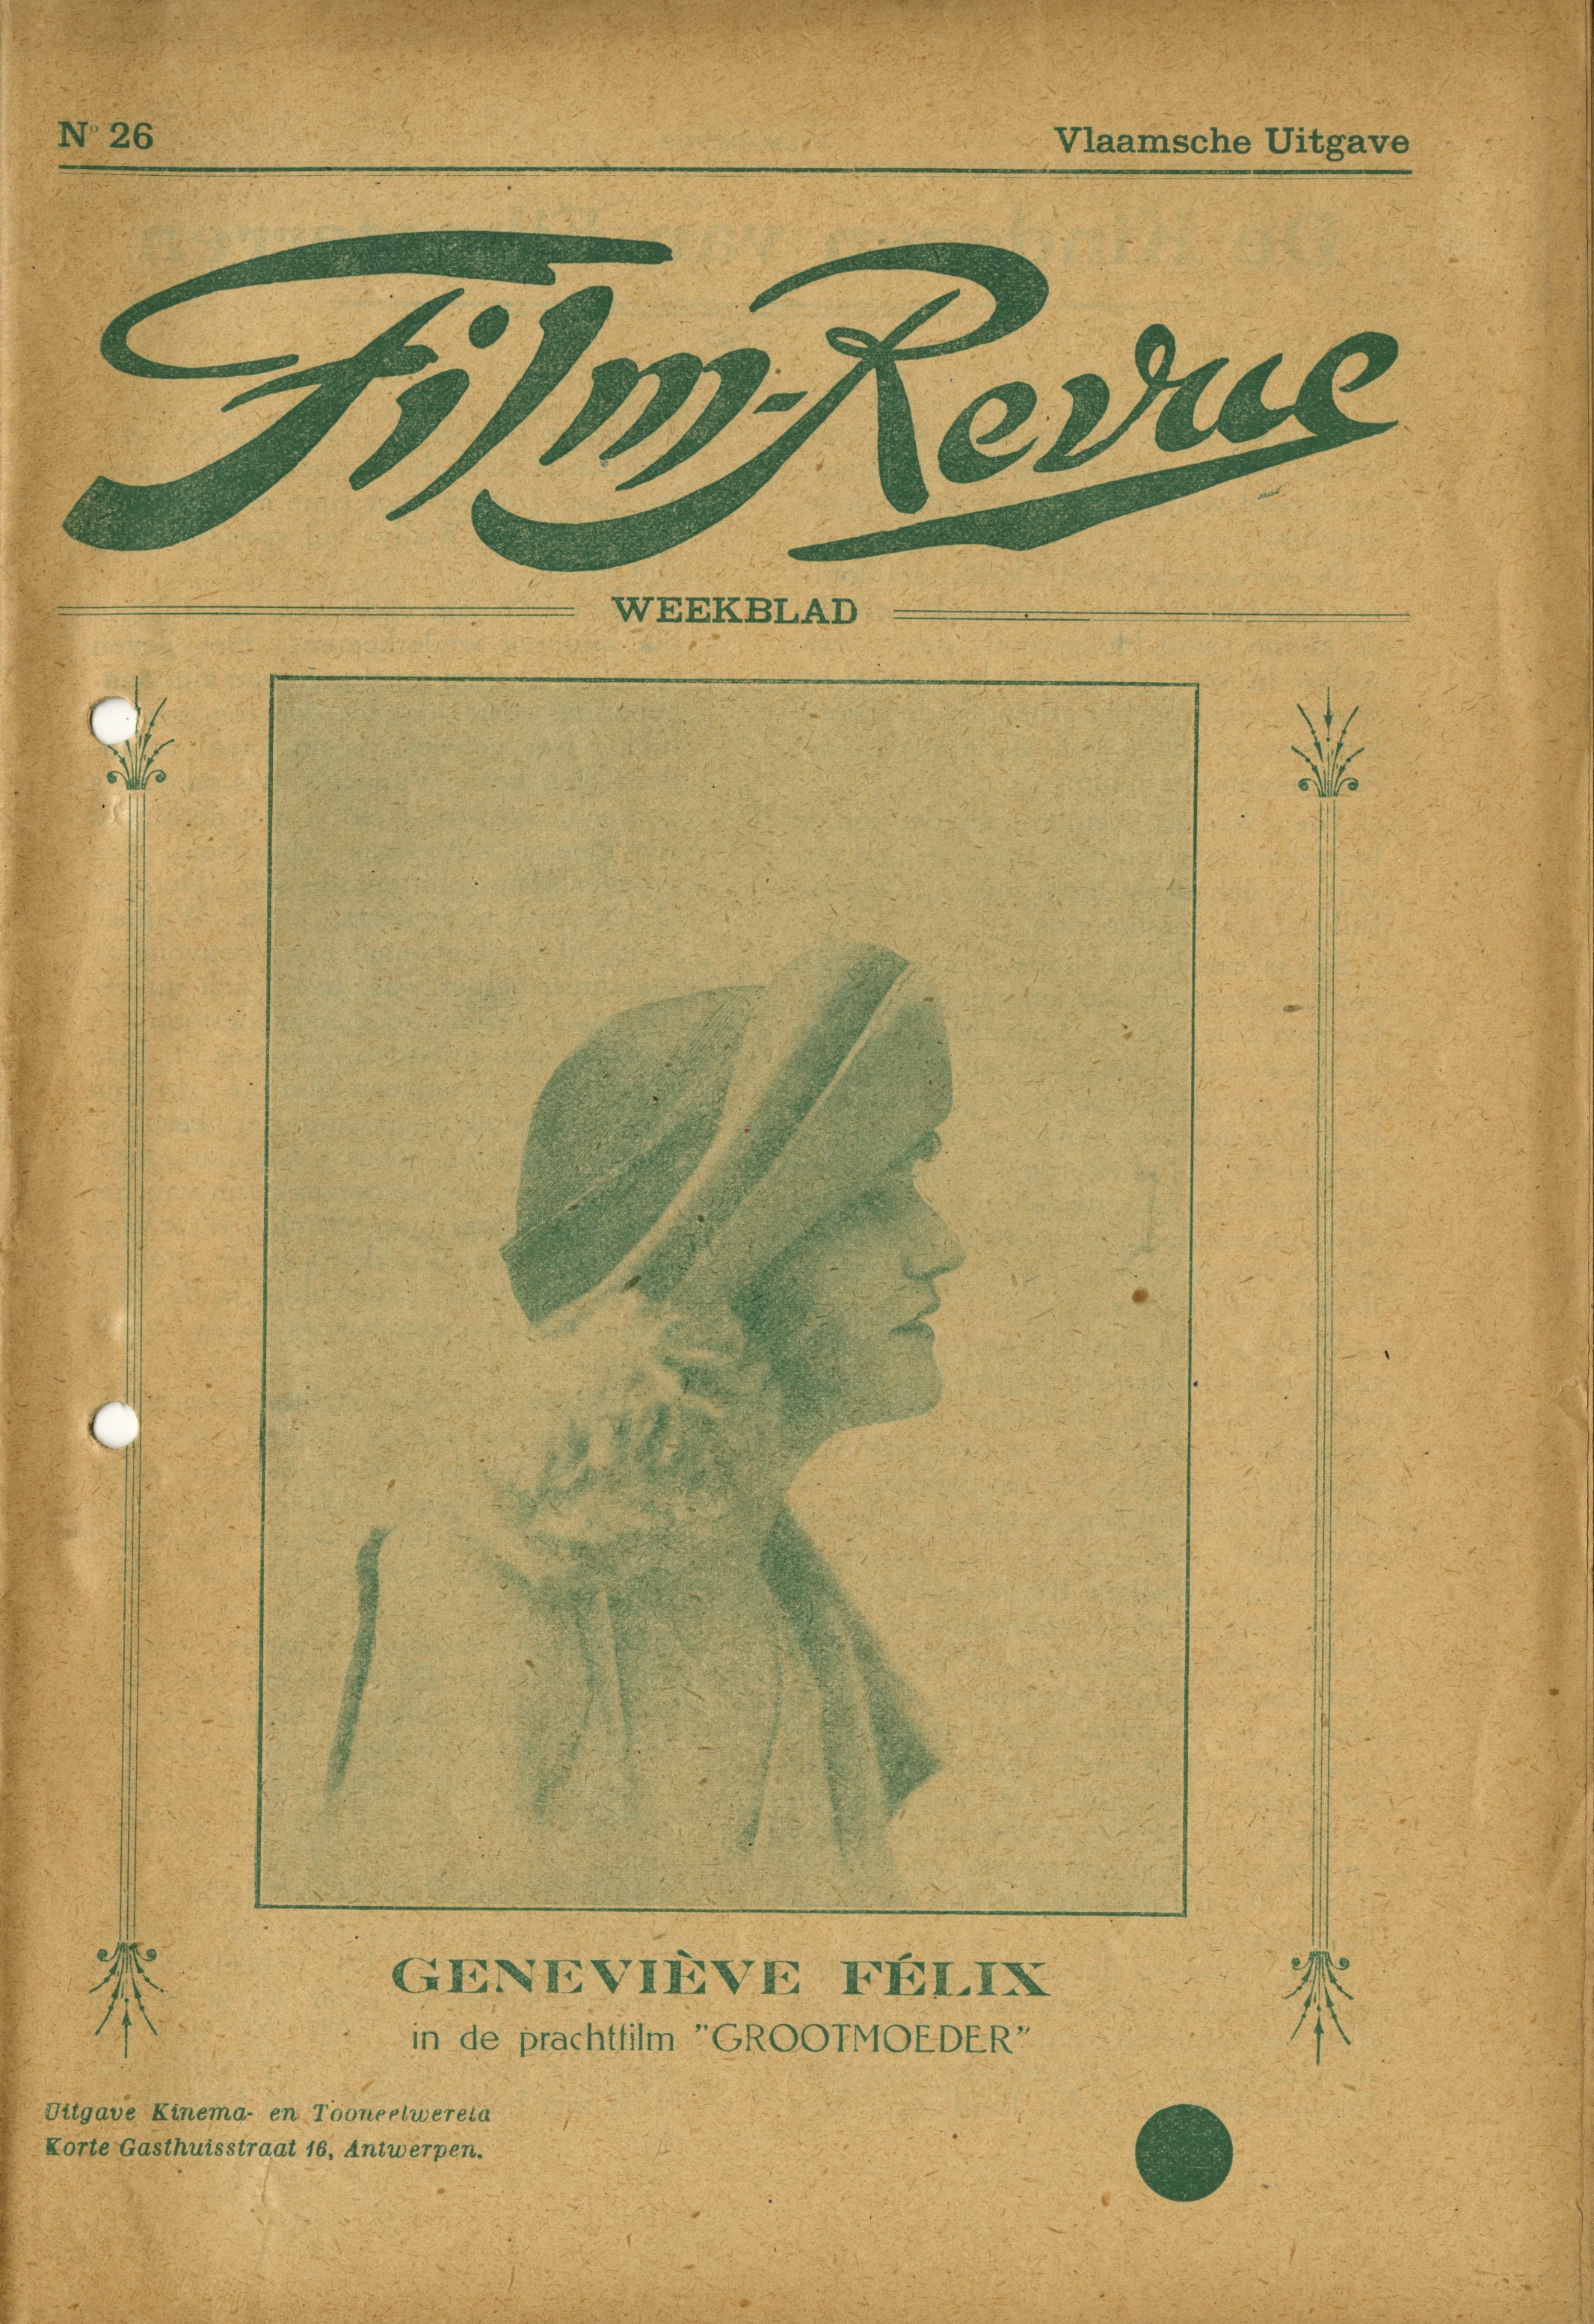 Nº 26
Vlaamsche Uitgave
Film-Revue
WEEKBLAD
GENEVIÈVE FÉLIX
in de prachtfilm "GROOTMOEDER"
Uitgave Kinema- en Tooneelwereld
Korte Gasthuisstraat 16, Antwerpen.